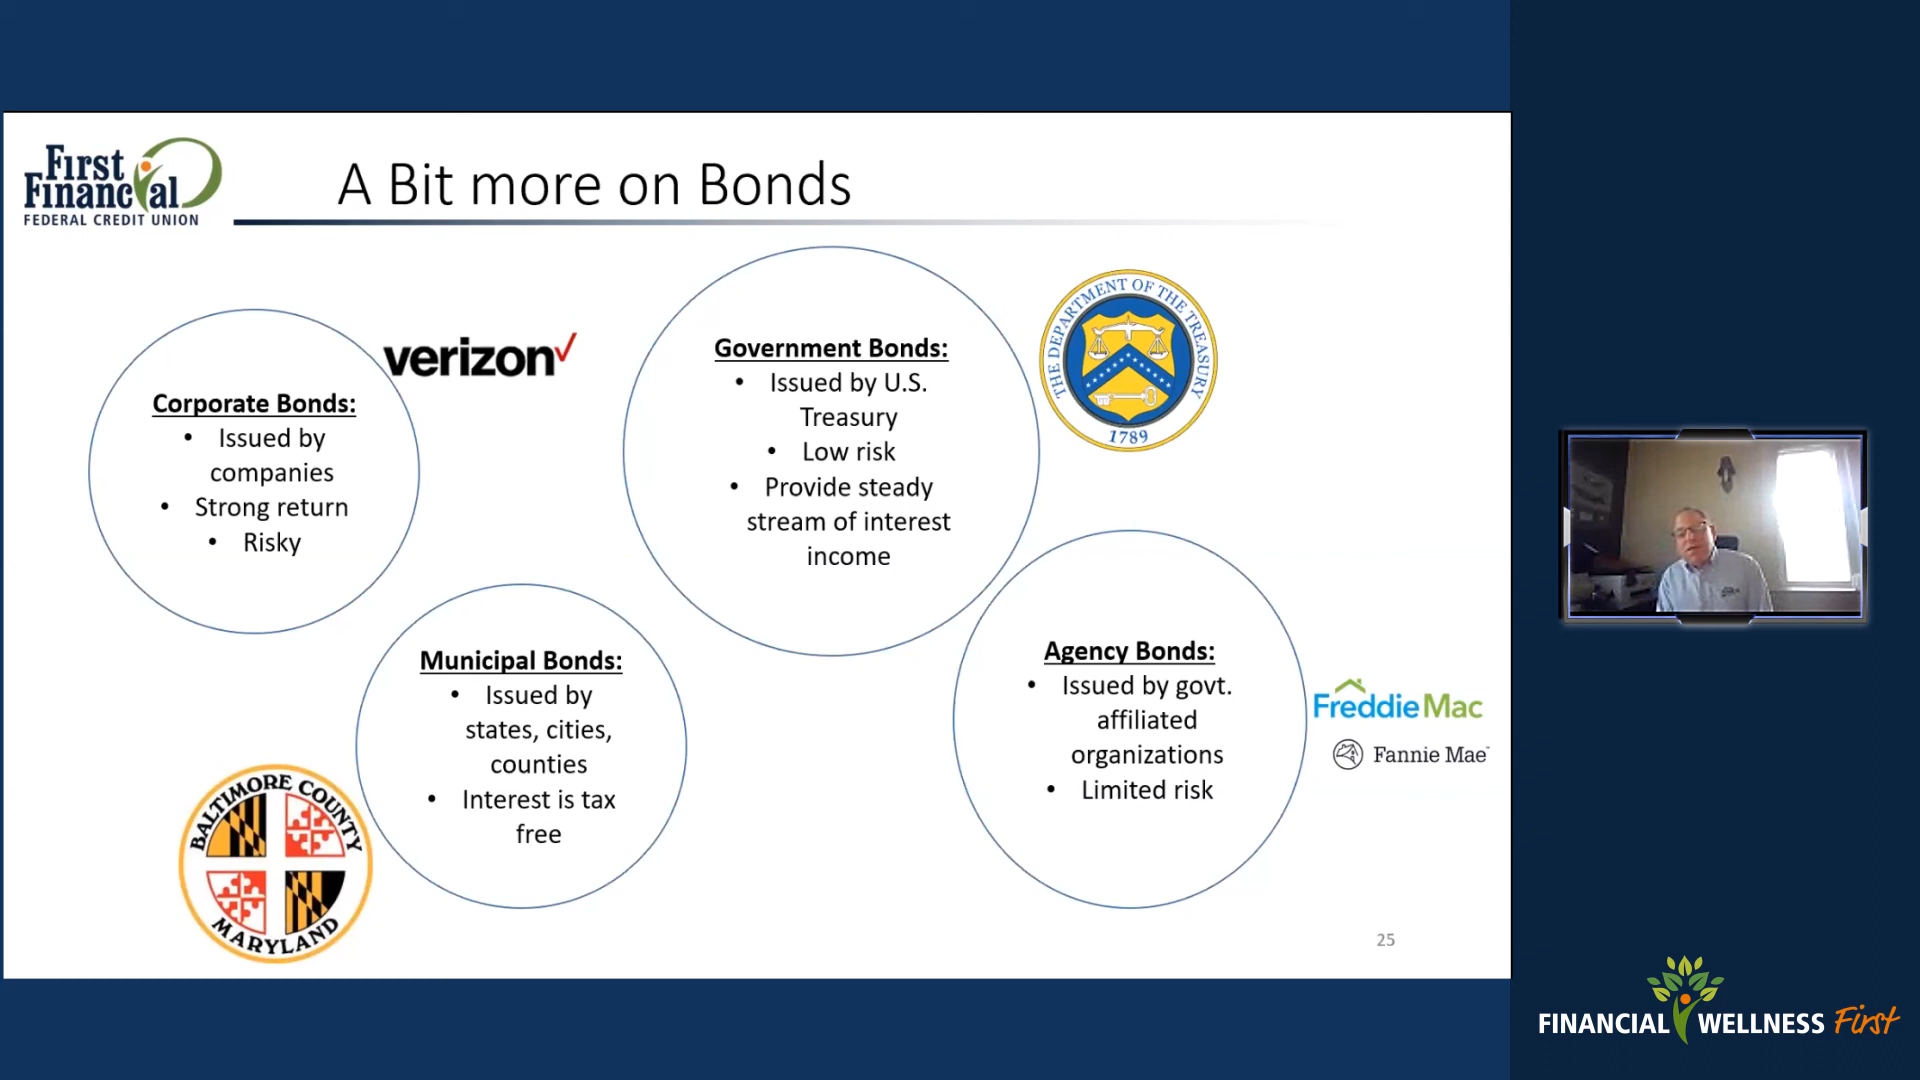 First
Financial
FEDERAL CREDIT UNION
A Bit more on Bonds
verizon
Corporate Bonds:
• Issued by
companies
• Strong return
• Risky
Government Bonds:
• Issued by U.S.
Treasury
• Low risk
• Provide steady
stream of interest
income
THE DEPARTMENT OF THE TREASURY
1789
Municipal Bonds:
• Issued by
states, cities,
counties
• Interest is tax
free
BALTIMORE COUNTY
MARYLAND
Agency Bonds:
• Issued by govt.
affiliated
organizations
• Limited risk
Freddie Mac
Fannie Mae
25
FINANCIAL WELLNESS First